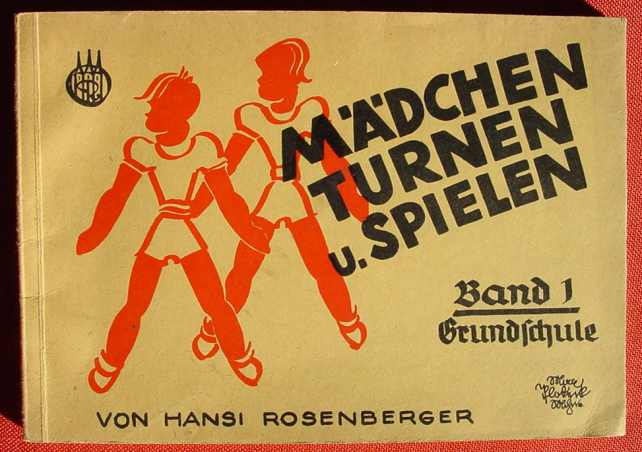 MÄDCHEN
TURNEN
u. SPIELEN
Band 1
Grundschule
VON HANSI ROSENBERGER